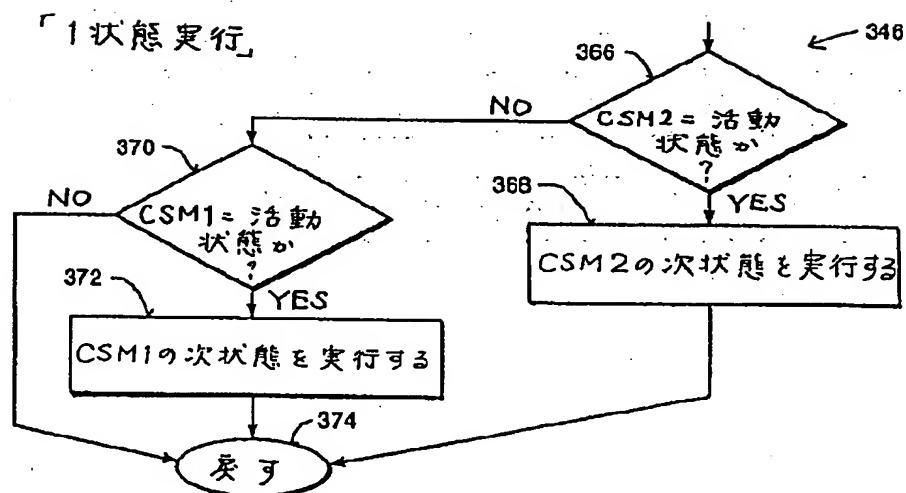 「1状態実行」
346
366
CSM2=活動
状態か
?
NO
YES
368
CSM2の次状態を実行する
370
CSM1=活動
状態か
?
NO
YES
372
CSM1の次状態を実行する
374
戻す